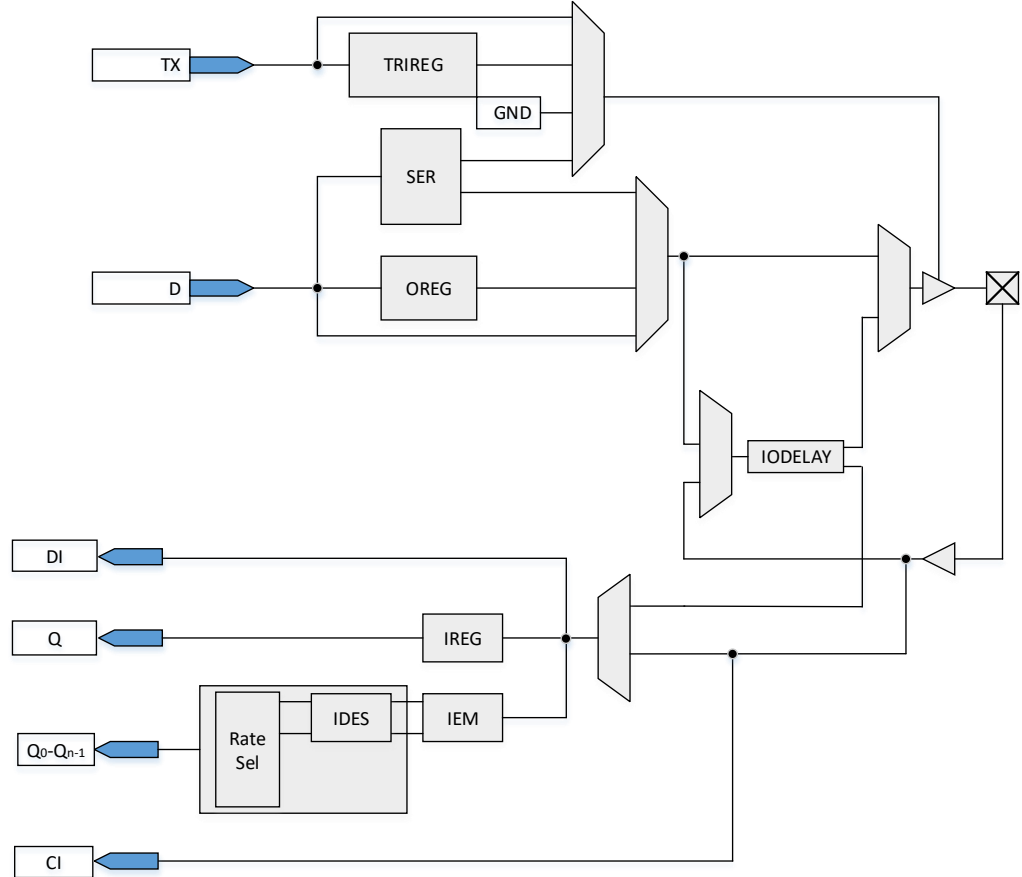 TX
TRIREG
GND
SER
D
OREG
IODELAY
DI
Q
IREG
IDES
IEM
Rate
Sel
Q0-Qn-1
CI